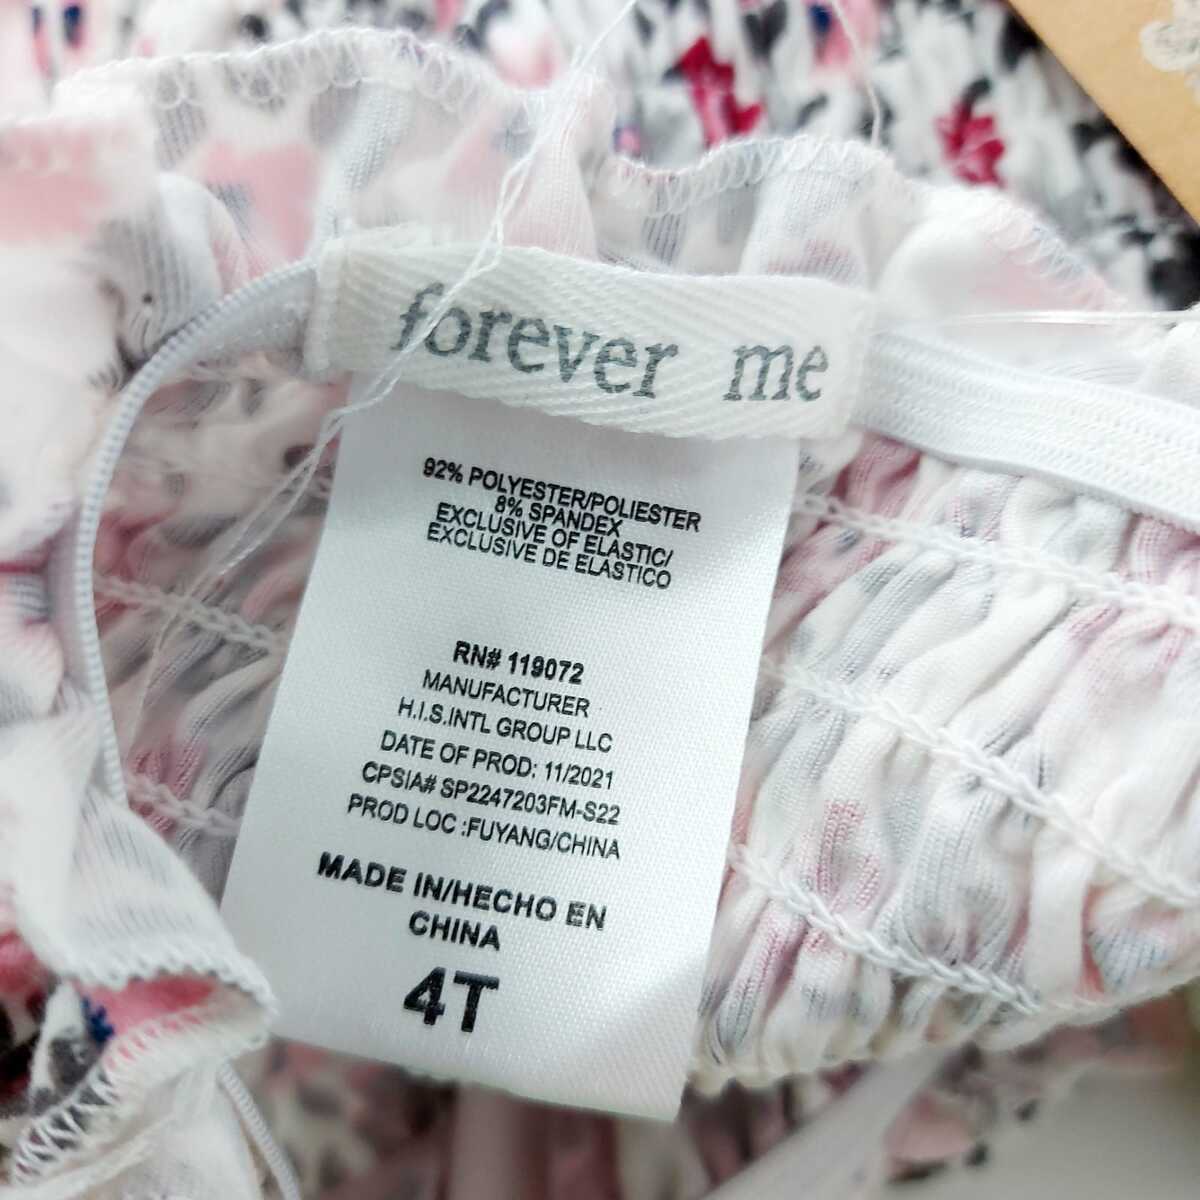 forever me
92% POLYESTER/POLIESTER
8% SPANDEX
EXCLUSIVE OF ELASTIC/
EXCLUSIVE DE ELASTICO
RN# 119072
MANUFACTURER
H.I.S.INTL GROUP LLC
DATE OF PROD: 11/2021
CPSIA# SP2247203FM-S22
PROD LOC :FUYANG/CHINA
MADE IN/HECHO EN
CHINA
4T